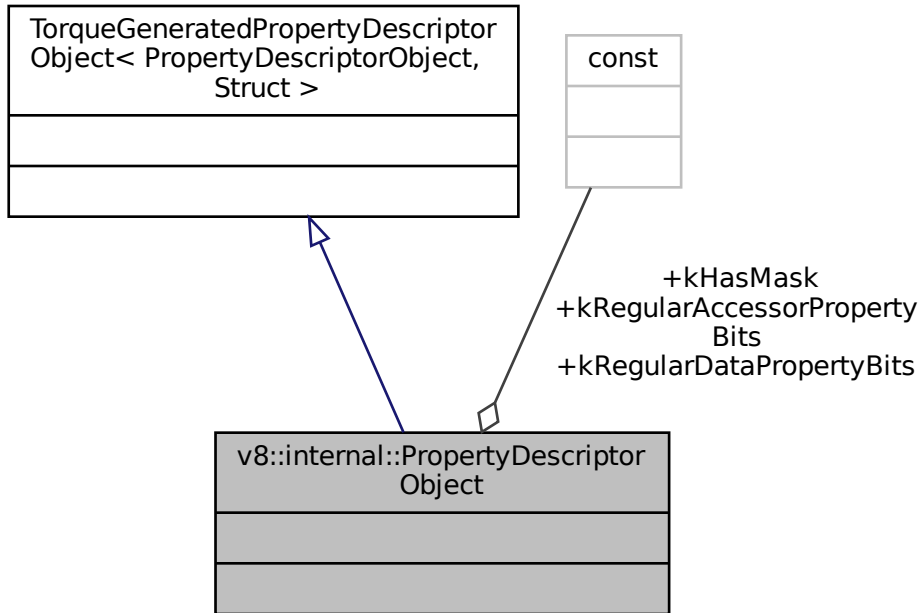 TorqueGeneratedPropertyDescriptor
Object< PropertyDescriptorObject,
Struct >
const
+kHasMask
+kRegularAccessorProperty
Bits
+kRegularDataPropertyBits
v8::internal::PropertyDescriptor
Object